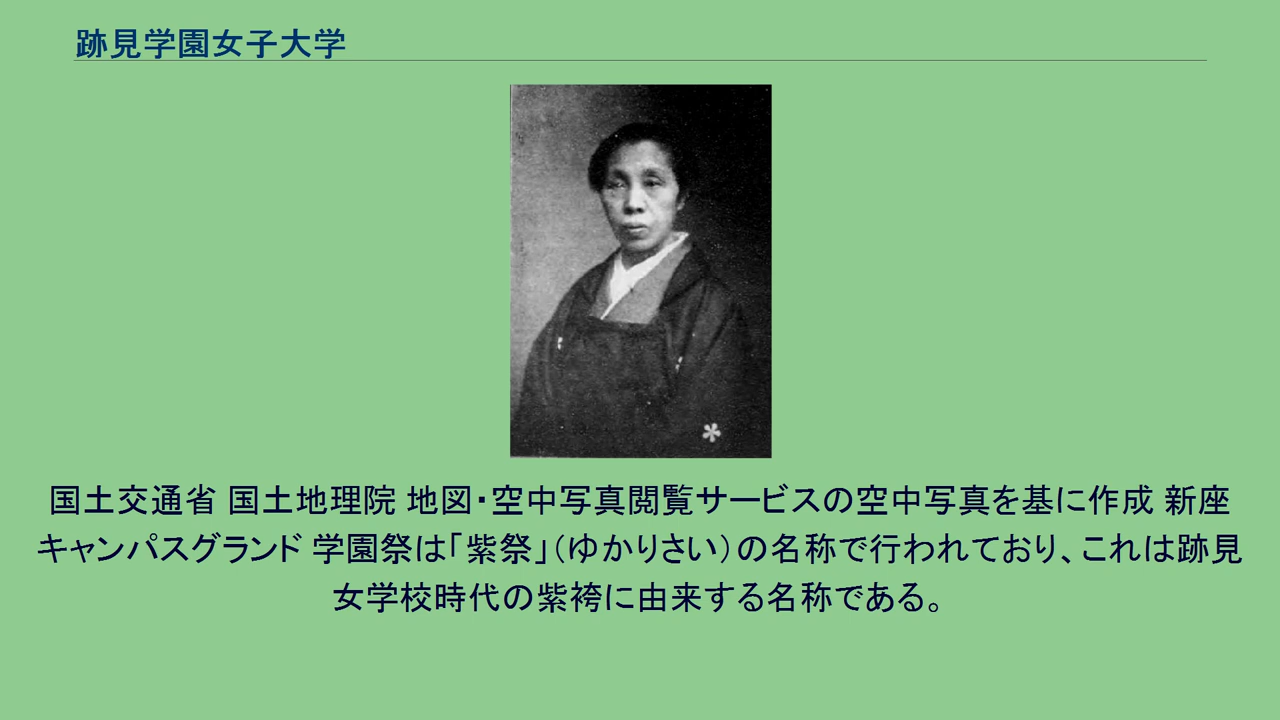 跡見学園女子大学
国土交通省 国土地理院 地図・空中写真閲覧サービスの空中写真を基に作成 新座
キャンパスグランド 学園祭は「紫祭」（ゆかりさい）の名称で行われており、これは跡見
女学校時代の紫袴に由来する名称である。